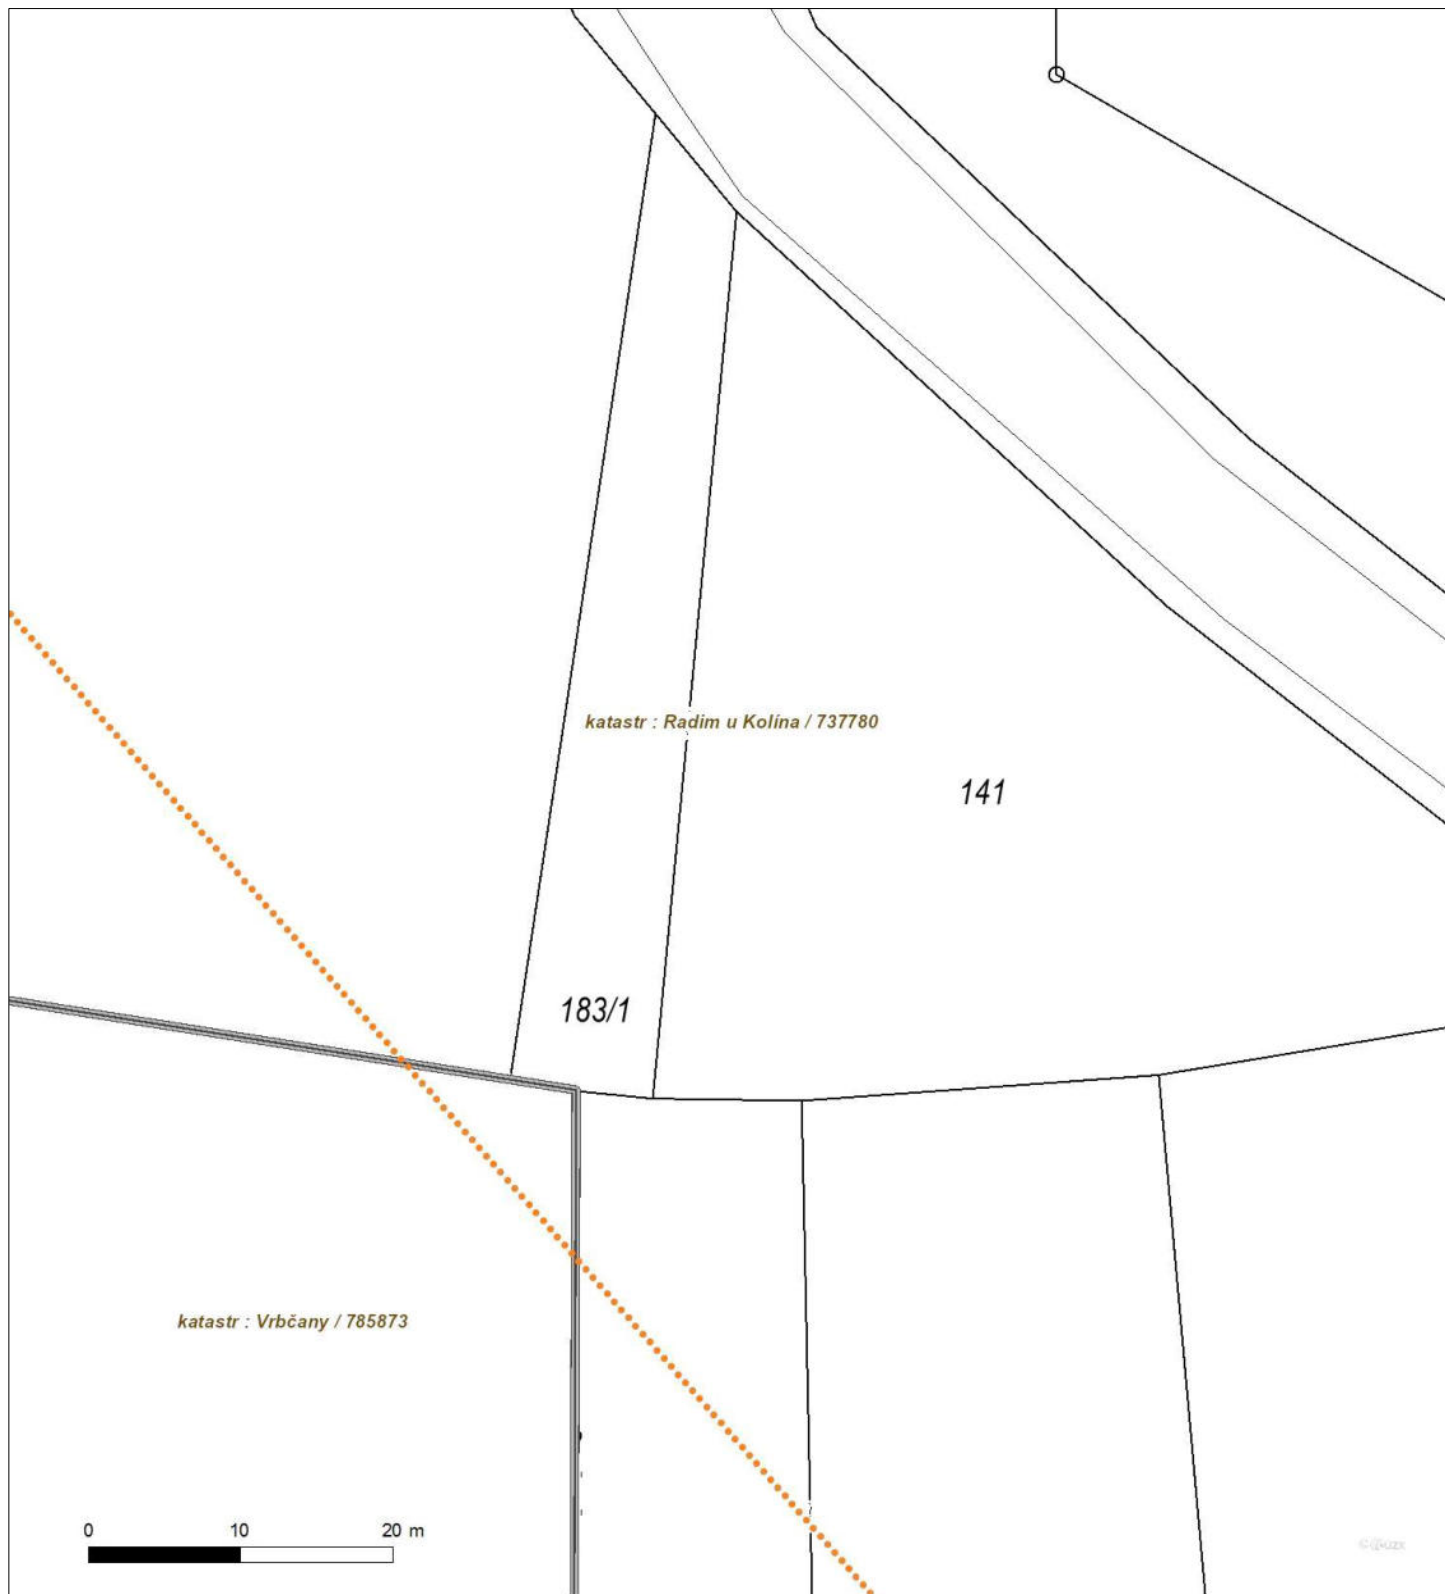 katastr : Radim u Kolína / 737780
141
183/1
katastr : Vrbčany / 785873
0 10 20 m